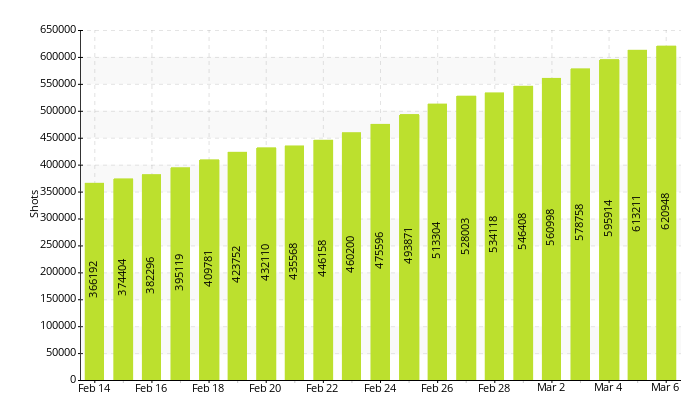 650000
600000
550000
500000
450000
400000
350000
300000
250000
200000
150000
100000
50000
0
Shots
366192
374404
382296
395119
409781
423752
432110
435568
446158
460200
475596
493871
513304
528003
534118
546408
560998
578758
595914
613211
620948
Feb 14
Feb 16
Feb 18
Feb 20
Feb 22
Feb 24
Feb 26
Feb 28
Mar 2
Mar 4
Mar 6